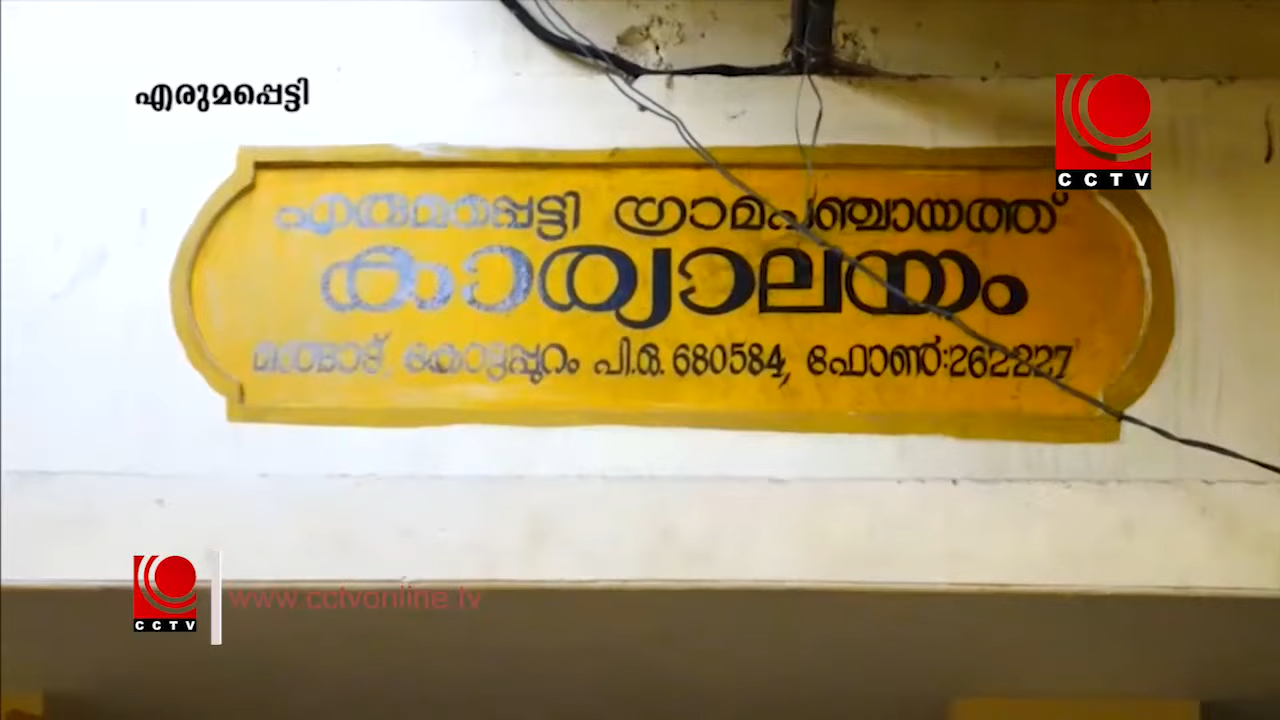 എരുമപ്പെട്ടി
CCTV
എരുമപ്പെട്ടി ഗ്രാമപഞ്ചായത്ത്
കാര്യാലയം
പി.ഒ. 680584, ഫോൺ:262227
CCTV
www.cctvonline.tv